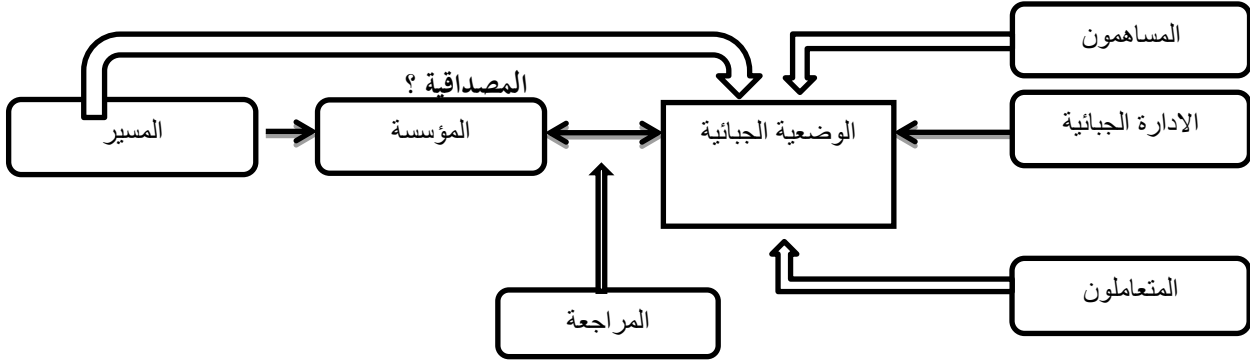 المساهمون
المصداقية ؟
الادارة الجبائية
الوضعية الجبائية
المؤسسة
المسير
المتعاملون
المراجعة